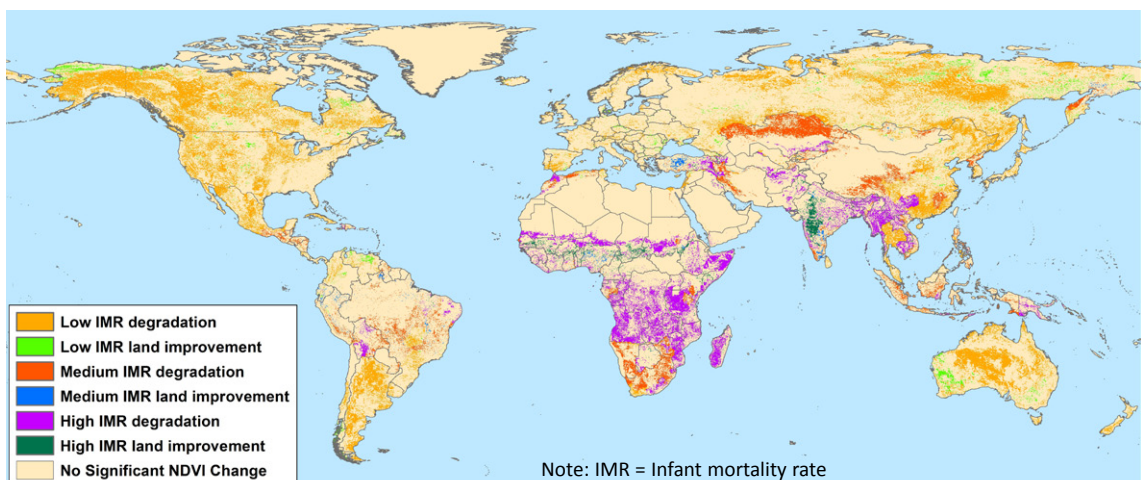 Low IMR degradation
Low IMR land improvement
Medium IMR degradation
Medium IMR land improvement
High IMR degradation
High IMR land improvement
No Significant NDVI Change
Note: IMR = Infant mortality rate